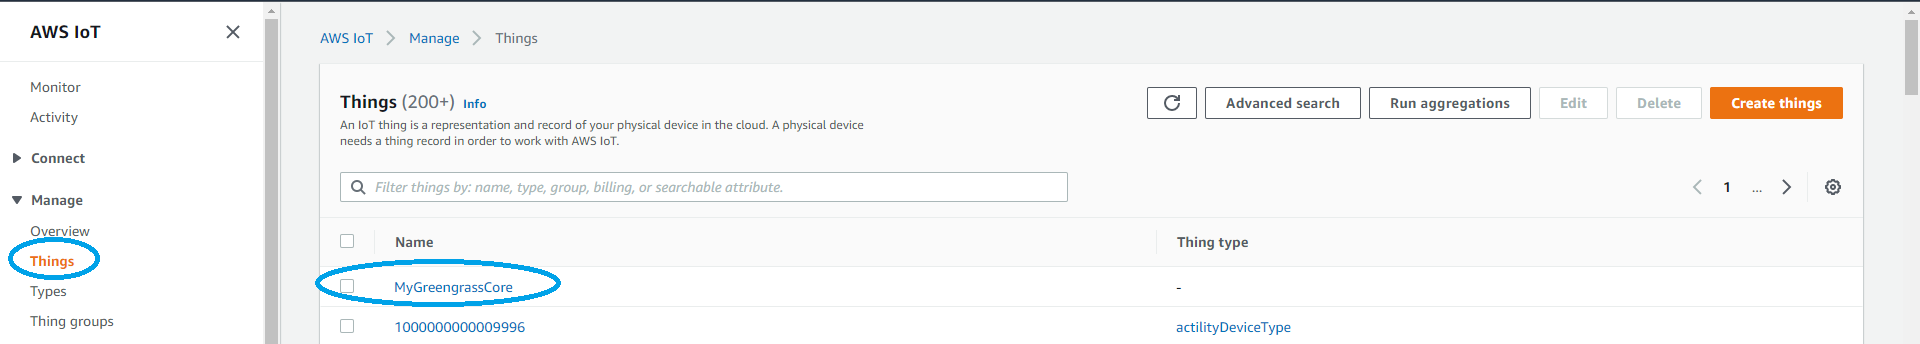 AWS IoT
Monitor
Activity
Connect
Manage
Overview
Things
Types
Thing groups
AWS IoT Manage Things
Things (200+) Info
An IoT thing is a representation and record of your physical device in the cloud. A physical device
needs a thing record in order to work with AWS IoT.
Advanced search Run aggregations Edit Delete Create things
Filter things by: name, type, group, billing, or searchable attribute.
1 ...
Name Thing type
MyGreengrassCore -
1000000000009996 actilityDeviceType